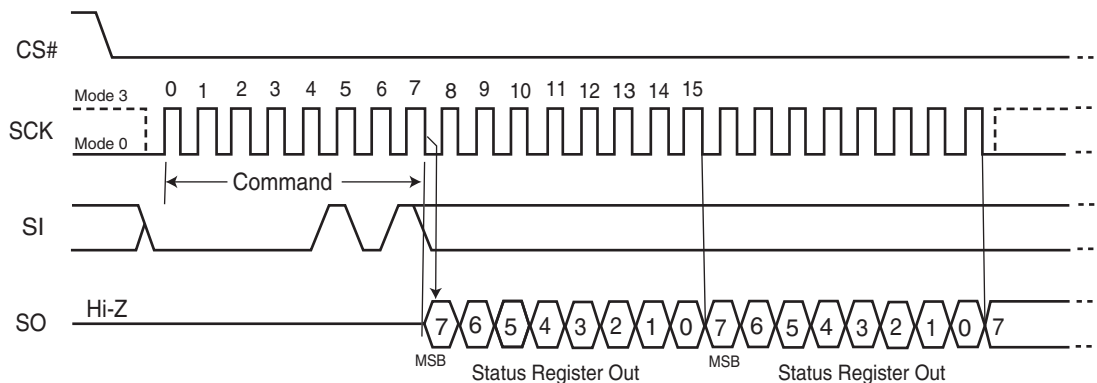 CS#
Mode 3
0 1 2 3 4 5 6 7 8 9 10 11 12 13 14 15
SCK
Mode 0
Command
SI
Hi-Z
SO
7 6 5 4 3 2 1 0 7 6 5 4 3 2 1 0 7
MSB Status Register Out MSB Status Register Out